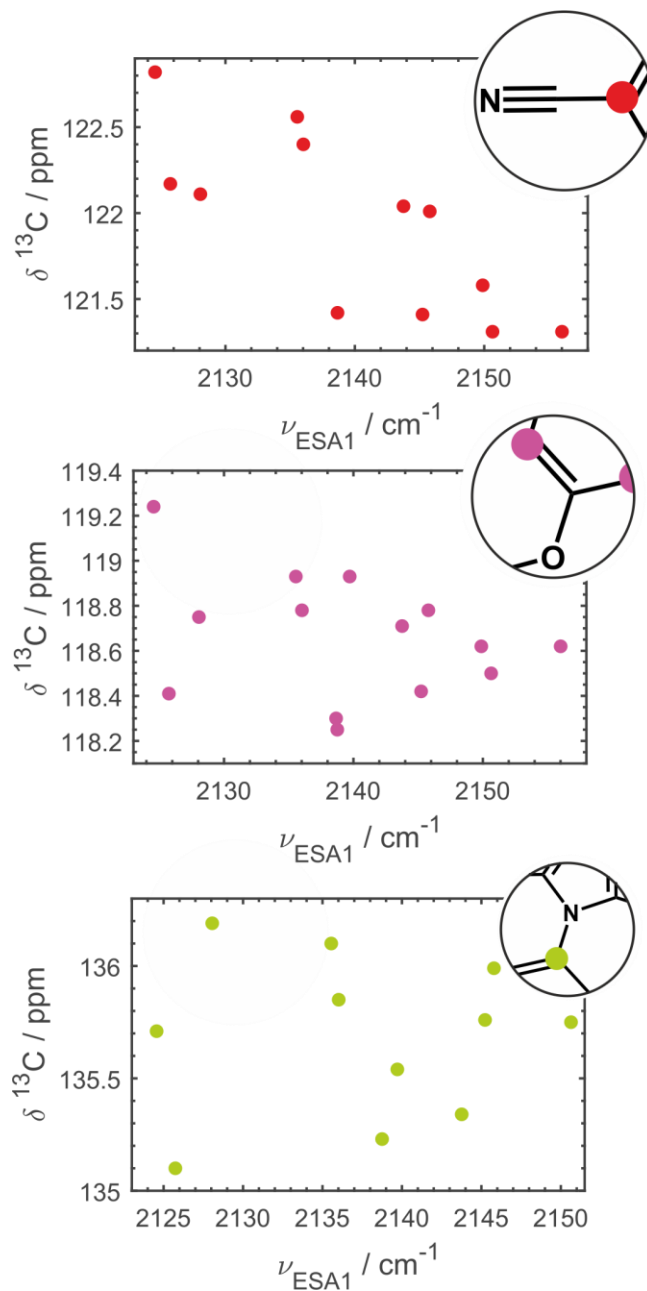 122.5
122
121.5
δ ¹³C / ppm
N
2130 2140 2150
ν_ESA1 / cm⁻¹
119.4
119.2
119
118.8
118.6
118.4
118.2
δ ¹³C / ppm
O
2130 2140 2150
ν_ESA1 / cm⁻¹
136
135.5
135
δ ¹³C / ppm
N
2125 2130 2135 2140 2145 2150
ν_ESA1 / cm⁻¹